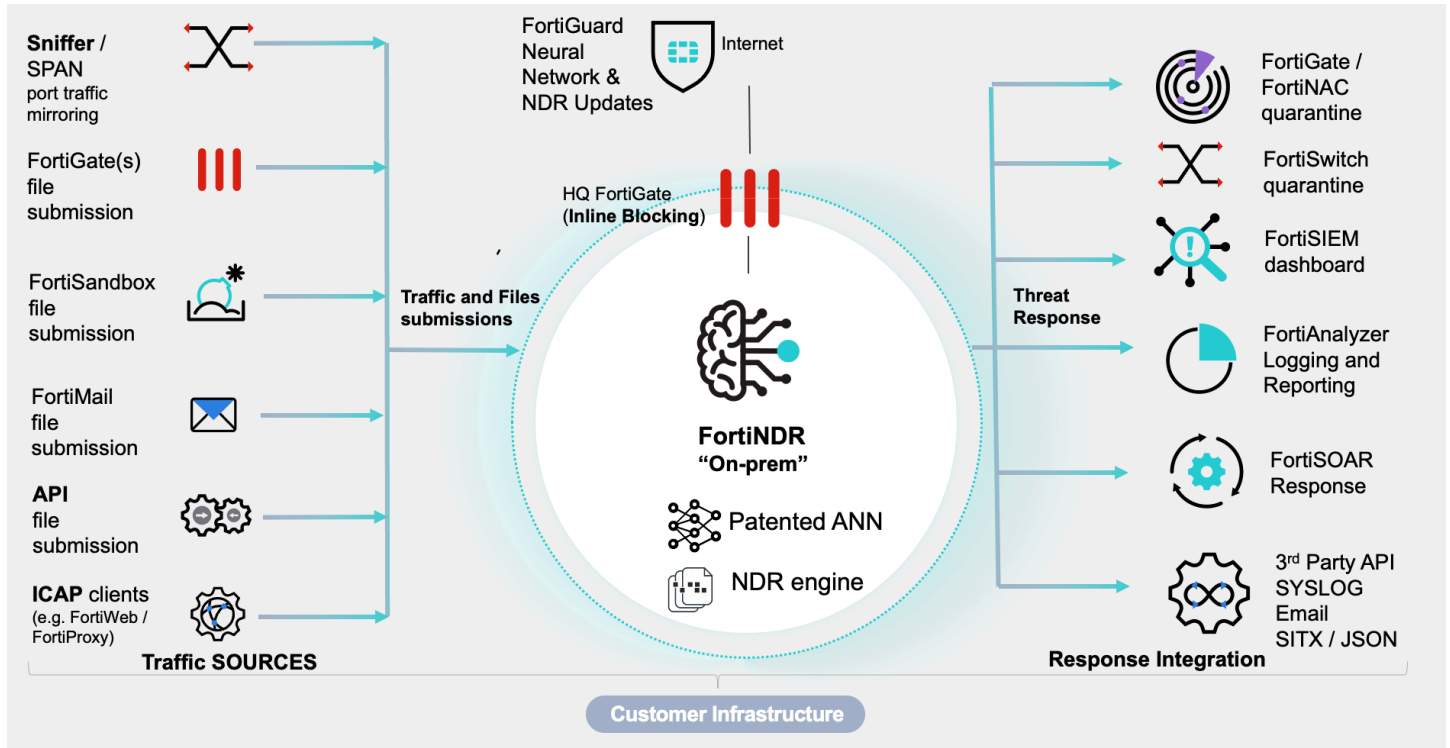 Sniffer /
SPAN
port traffic
mirroring
FortiGate(s)
file
submission
FortiSandbox
file
submission
FortiMail
file
submission
API
file
submission
ICAP clients
(e.g. FortiWeb /
FortiProxy)
Traffic SOURCES
Traffic and Files
submissions
FortiGuard
Neural
Network &
NDR Updates
Internet
HQ FortiGate
(Inline Blocking)
FortiNDR
“On-prem”
Patented ANN
NDR engine
Threat
Response
FortiGate /
FortiNAC
quarantine
FortiSwitch
quarantine
FortiSIEM
dashboard
FortiAnalyzer
Logging and
Reporting
FortiSOAR
Response
3rd Party API
SYSLOG
Email
SITX / JSON
Response Integration
Customer Infrastructure